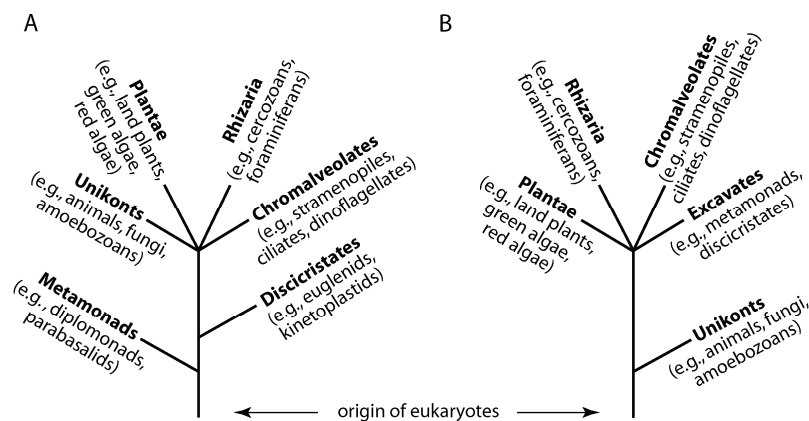 A
Plantae
(e.g., land plants,
green algae,
red algae)
Rhizaria
(e.g., cercozoans,
foraminiferans)
Unikonts
(e.g., animals, fungi,
amoebozoans)
Chromalveolates
(e.g., stramenopiles,
ciliates, dinoflagellates)
Metamonads
(e.g., diplomonads,
parabasalids)
Discicristates
(e.g., euglenids,
kinetoplastids)
B
Rhizaria
(e.g., cercozoans,
foraminiferans)
Chromalveolates
(e.g., stramenopiles,
ciliates, dinoflagellates)
Plantae
(e.g., land plants,
green algae,
red algae)
Excavates
(e.g., metamonads,
discicristates)
Unikonts
(e.g., animals, fungi,
amoebozoans)
origin of eukaryotes